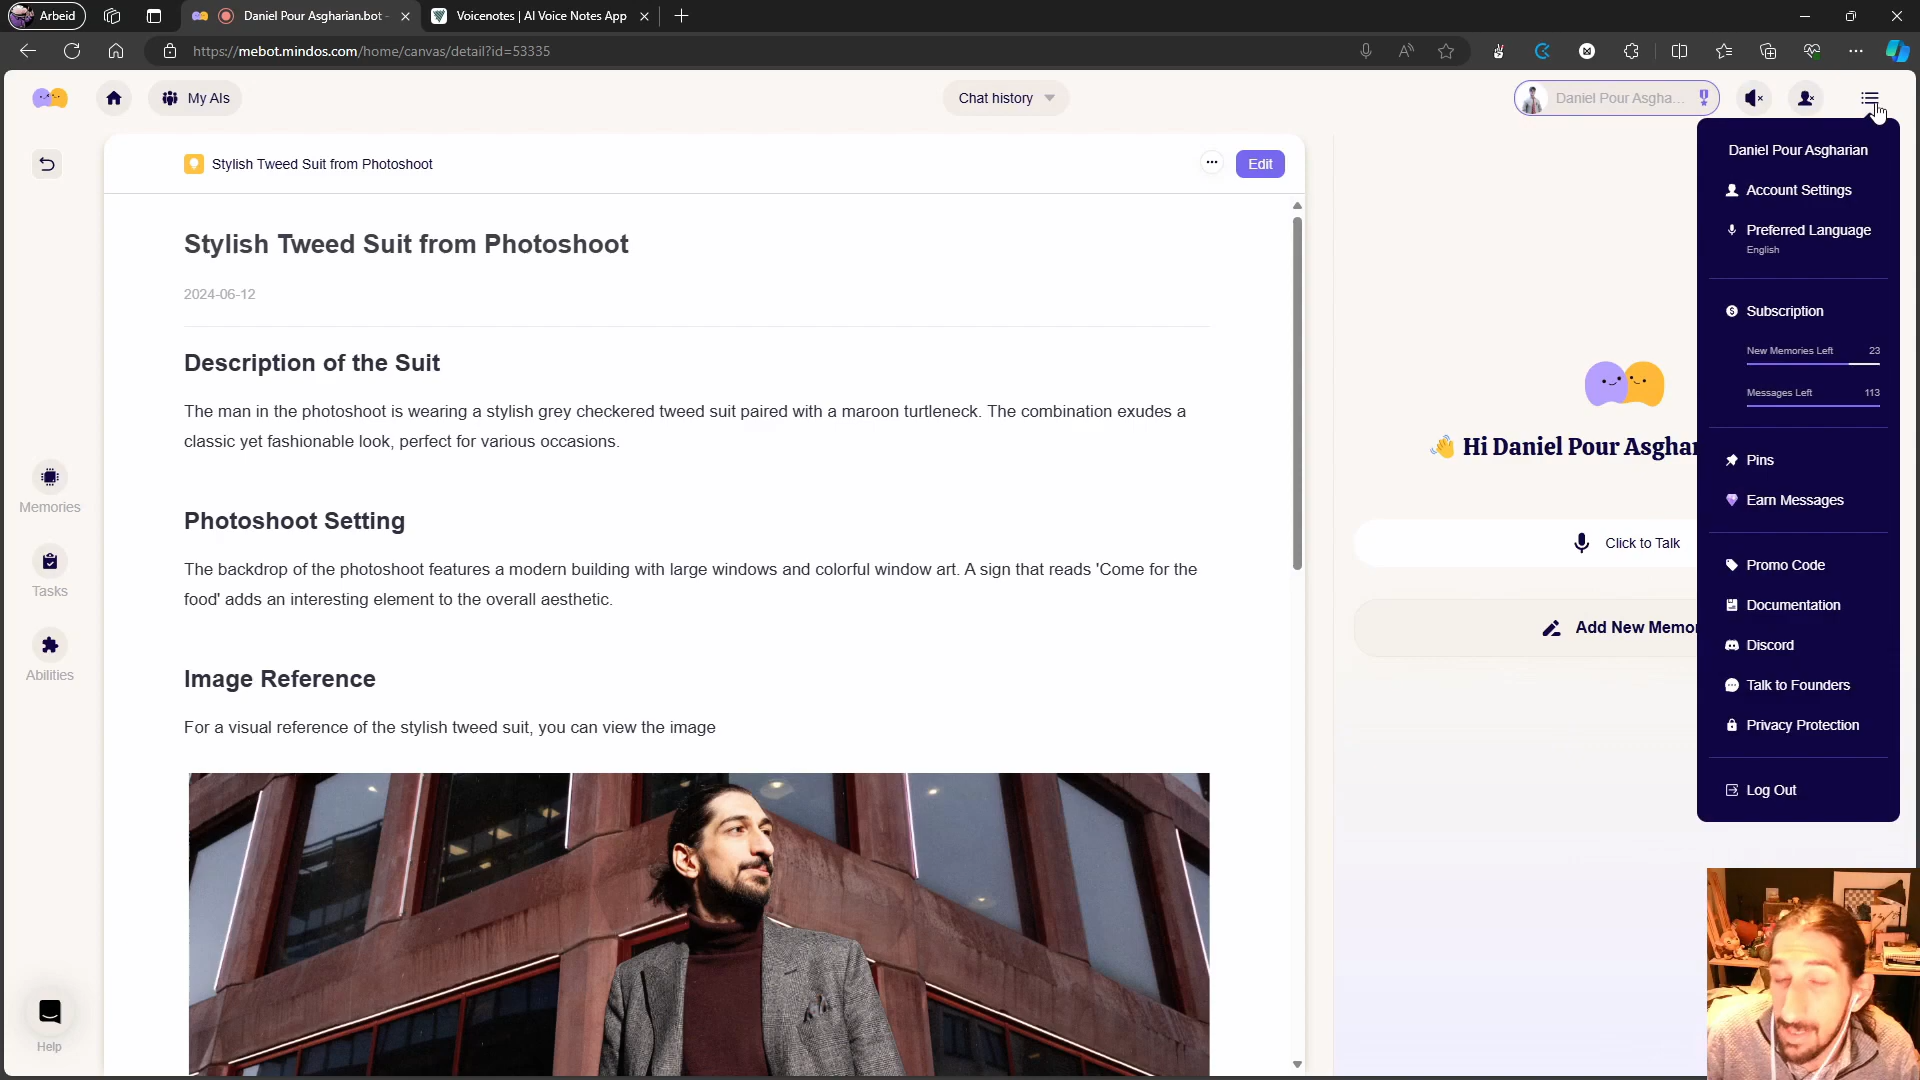 Arbeid
Daniel Pour Asgharian.bot -
Voicenotes | AI Voice Notes App
https://mebot.mindos.com/home/canvas/detail?id=53335
My AIs
Chat history
Daniel Pour Asgha...
Stylish Tweed Suit from Photoshoot
Edit
Stylish Tweed Suit from Photoshoot
2024-06-12
Description of the Suit
The man in the photoshoot is wearing a stylish grey checkered tweed suit paired with a maroon turtleneck. The combination exudes a
classic yet fashionable look, perfect for various occasions.
Photoshoot Setting
The backdrop of the photoshoot features a modern building with large windows and colorful window art. A sign that reads 'Come for the
food' adds an interesting element to the overall aesthetic.
Image Reference
For a visual reference of the stylish tweed suit, you can view the image
Memories
Tasks
Abilities
Help
👋 Hi Daniel Pour Asghar
Click to Talk
Add New Memor
Daniel Pour Asgharian
Account Settings
Preferred Language
English
Subscription
New Memories Left 23
Messages Left 113
Pins
Earn Messages
Promo Code
Documentation
Discord
Talk to Founders
Privacy Protection
Log Out